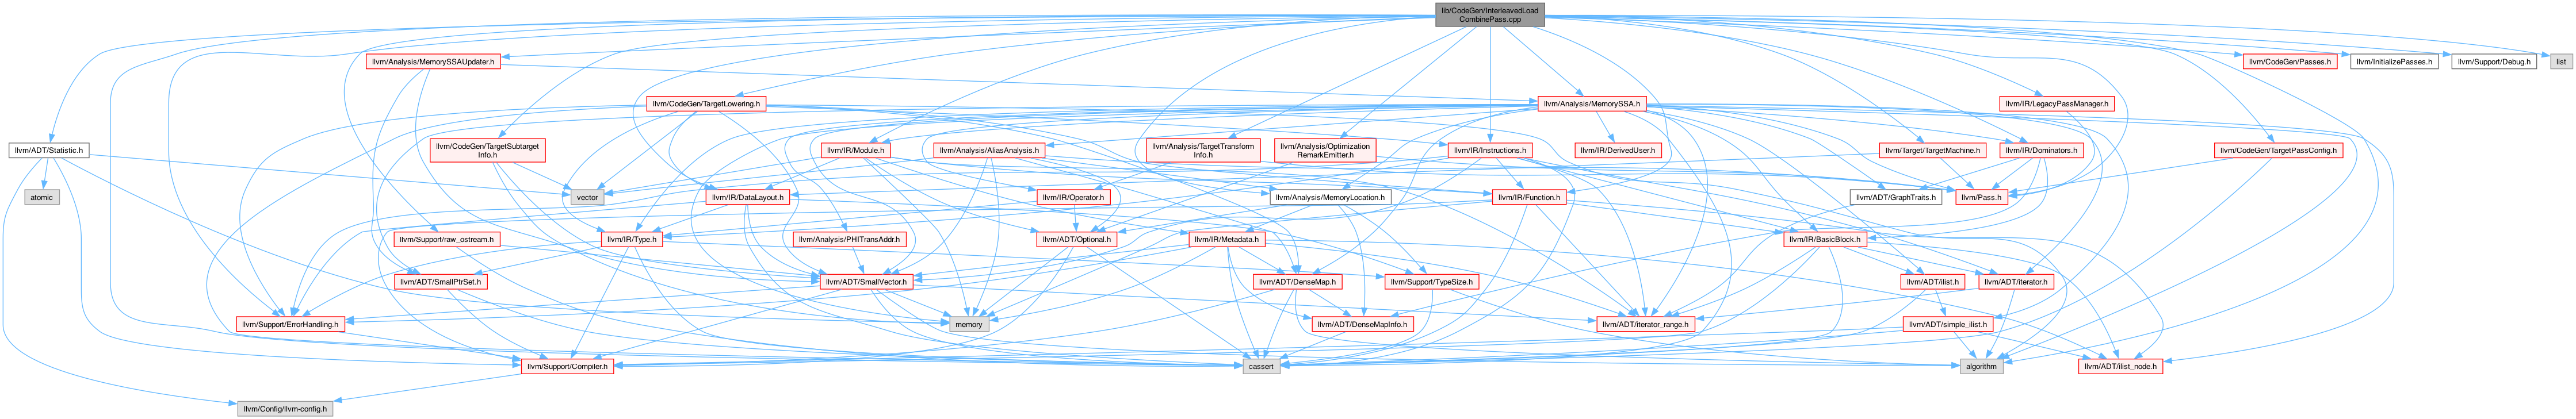 lib/CodeGen/InterleavedLoad
CombinePass.cpp
llvm/Analysis/MemorySSAUpdater.h
llvm/CodeGen/Passes.h
llvm/InitializePasses.h
llvm/Support/Debug.h
list
llvm/CodeGen/TargetLowering.h
llvm/Analysis/MemorySSA.h
llvm/IR/LegacyPassManager.h
llvm/ADT/Statistic.h
llvm/CodeGen/TargetSubtarget
Info.h
llvm/IR/Module.h
llvm/Analysis/AliasAnalysis.h
llvm/Analysis/TargetTransform
Info.h
llvm/Analysis/Optimization
RemarkEmitter.h
llvm/IR/Instructions.h
llvm/IR/DerivedUser.h
llvm/Target/TargetMachine.h
llvm/IR/Dominators.h
llvm/CodeGen/TargetPassConfig.h
atomic
vector
llvm/IR/DataLayout.h
llvm/IR/Operator.h
llvm/Analysis/MemoryLocation.h
llvm/IR/Function.h
llvm/ADT/GraphTraits.h
llvm/Pass.h
llvm/Support/raw_ostream.h
llvm/IR/Type.h
llvm/Analysis/PHITransAddr.h
llvm/ADT/Optional.h
llvm/IR/Metadata.h
llvm/IR/BasicBlock.h
llvm/ADT/SmallPtrSet.h
llvm/ADT/SmallVector.h
llvm/ADT/DenseMap.h
llvm/Support/TypeSize.h
llvm/ADT/ilist.h
llvm/ADT/iterator.h
llvm/Support/ErrorHandling.h
memory
llvm/ADT/DenseMapInfo.h
llvm/ADT/iterator_range.h
llvm/ADT/simple_ilist.h
llvm/Support/Compiler.h
cassert
algorithm
llvm/ADT/ilist_node.h
llvm/Config/llvm-config.h